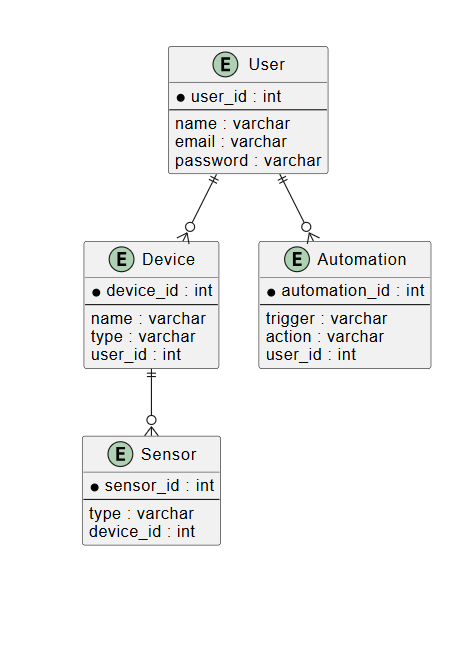 E User
user_id : int
name : varchar
email : varchar
password : varchar
E Device
device_id : int
name : varchar
type : varchar
user_id : int
E Automation
automation_id : int
trigger : varchar
action : varchar
user_id : int
E Sensor
sensor_id : int
type : varchar
device_id : int